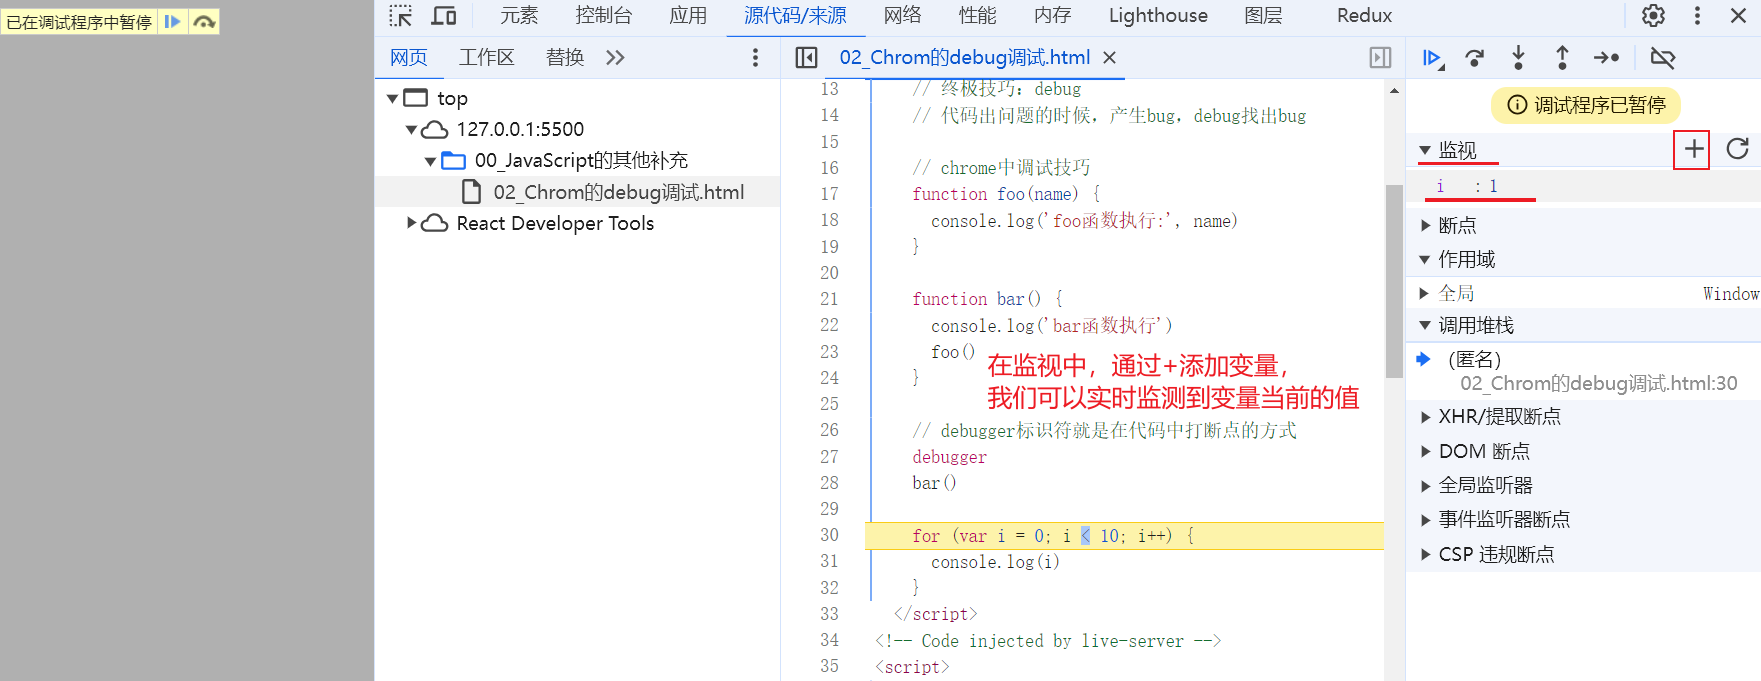 已在调试程序中暂停
元素 控制台 应用 源代码/来源 网络 性能 内存 Lighthouse 图层 Redux
网页 工作区 替换
02_Chrom的debug调试.html
top
127.0.0.1:5500
00_JavaScript的其他补充
02_Chrom的debug调试.html
React Developer Tools
13 // 终极技巧: debug
14 // 代码出问题的时候, 产生bug, debug找出bug
15
16 // chrome中调试技巧
17 function foo(name) {
18 console.log('foo函数执行:', name)
19 }
20
21 function bar() {
22 console.log('bar函数执行')
23 foo()
24 }
25
26 // debugger标识符就是在代码中打断点的方式
27 debugger
28 bar()
29
30 for (var i = 0; i < 10; i++) {
31 console.log(i)
32 }
33 </script>
34 <!-- Code injected by live-server -->
35 <script>
在监视中，通过+添加变量，
我们可以实时监测到变量当前的值
调试程序已暂停
监视
i : 1
断点
作用域
全局 Window
调用堆栈
(匿名)
02_Chrom的debug调试.html:30
XHR/提取断点
DOM 断点
全局监听器
事件监听器断点
CSP 违规断点